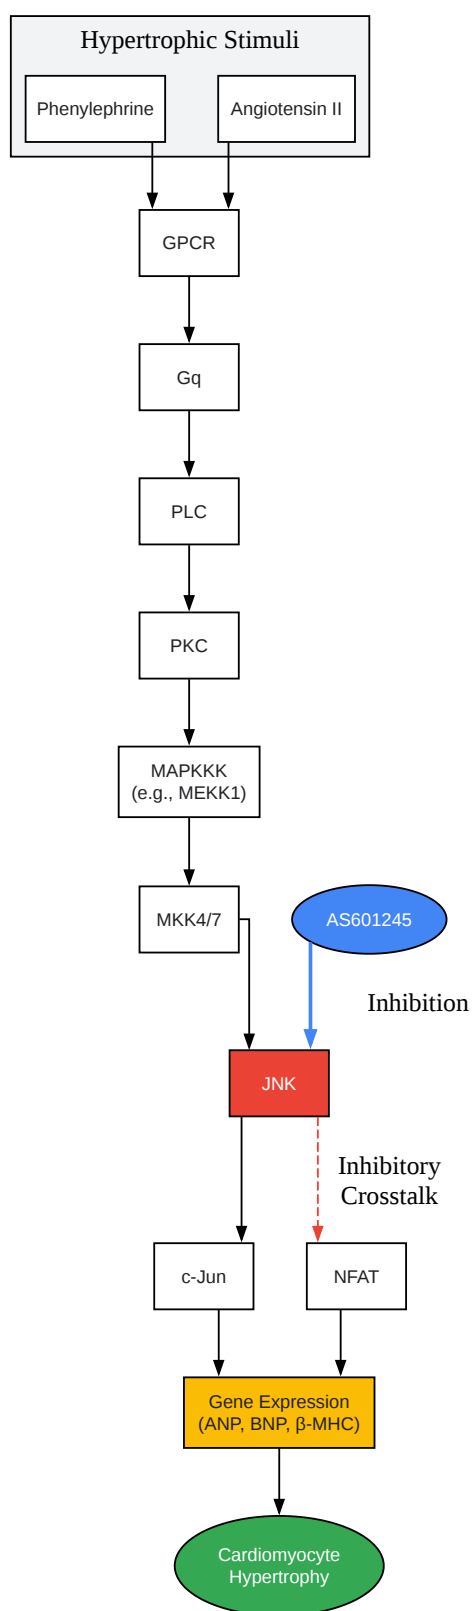 Hypertrophic Stimuli
Phenylephrine
Angiotensin II
GPCR
Gq
PLC
PKC
MAPKKK
(e.g., MEKK1)
MKK4/7
AS601245
Inhibition
JNK
Inhibitory
Crosstalk
c-Jun
NFAT
Gene Expression
(ANP, BNP, β-MHC)
Cardiomyocyte
Hypertrophy